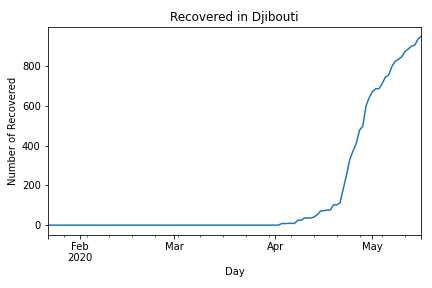 Recovered in Djibouti
Number of Recovered
800
600
400
200
0
Feb
2020
Mar
Apr
May
Day